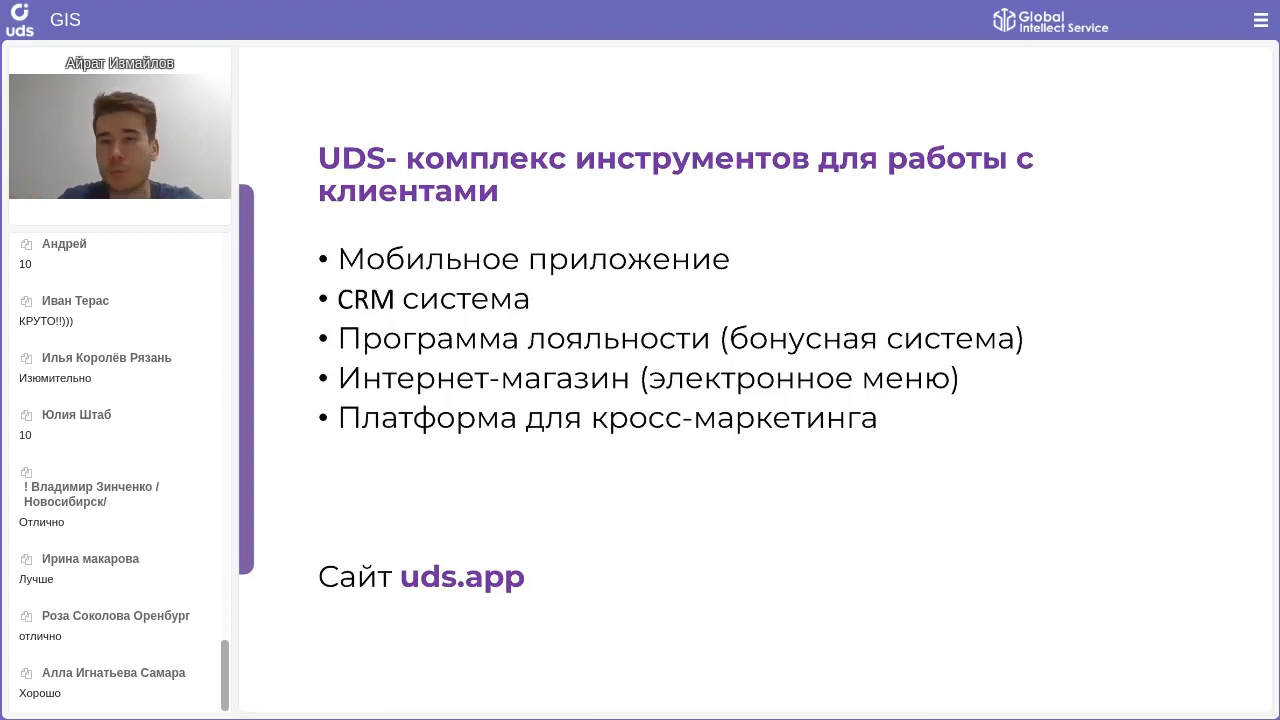 uds
GIS
Global
Intellect Service
Айрат Измайлов
Андрей
10
Иван Терас
КРУТО!!)))
Илья Королёв Рязань
Изюмительно
Юлия Штаб
10
! Владимир Зинченко /
Новосибирск/
Отлично
Ирина макарова
Лучше
Роза Соколова Оренбург
отлично
Алла Игнатьева Самара
Хорошо
UDS- комплекс инструментов для работы с
клиентами
• Мобильное приложение
• CRM система
• Программа лояльности (бонусная система)
• Интернет-магазин (электронное меню)
• Платформа для кросс-маркетинга
Сайт uds.app